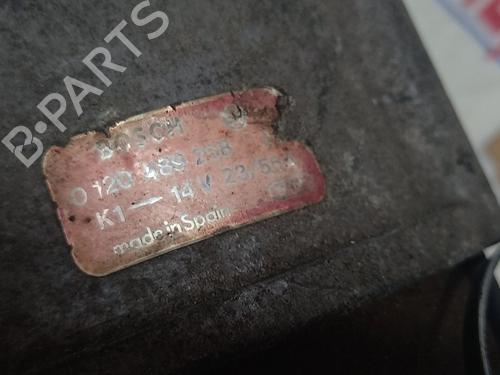 B·PARTS
BOSCH
0 120 489 258
K1→ 14 V 23/55A
made in Spain